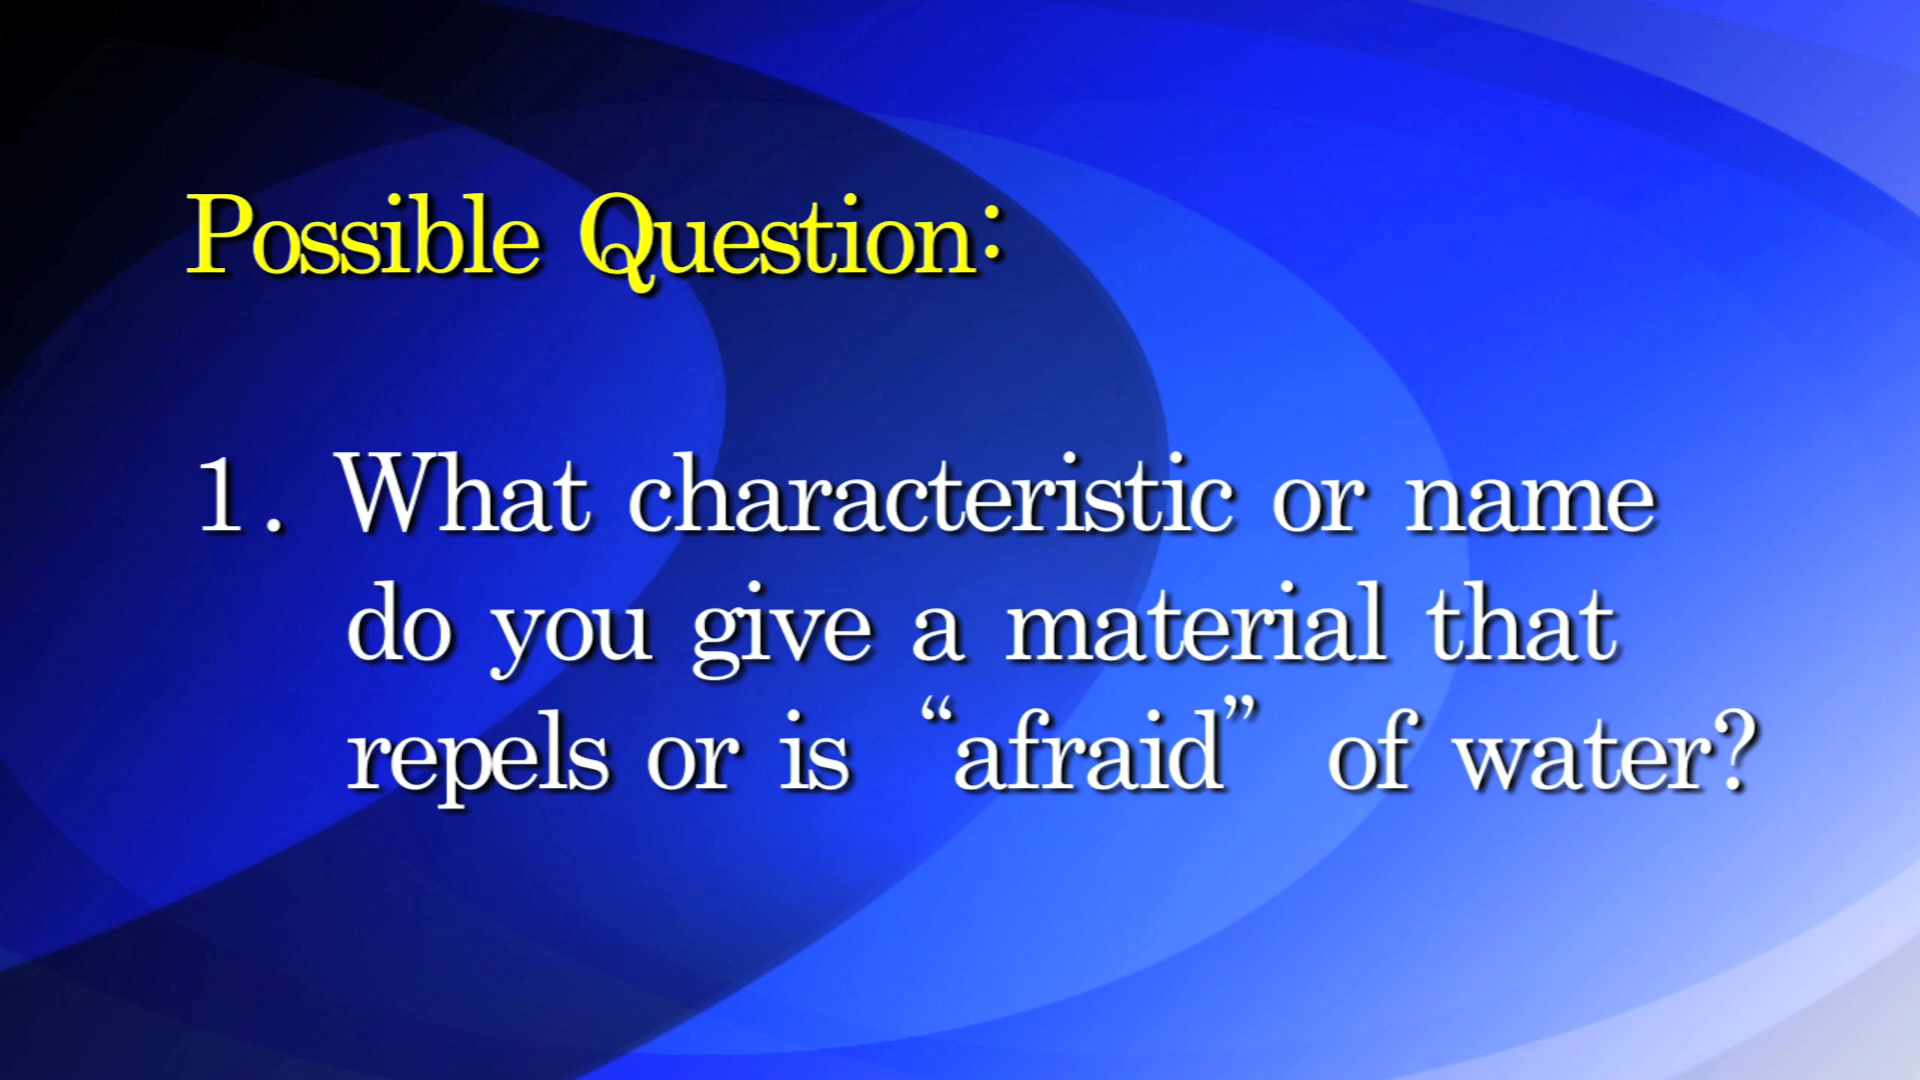 Possible Question:
1. What characteristic or name
do you give a material that
repels or is “afraid” of water?